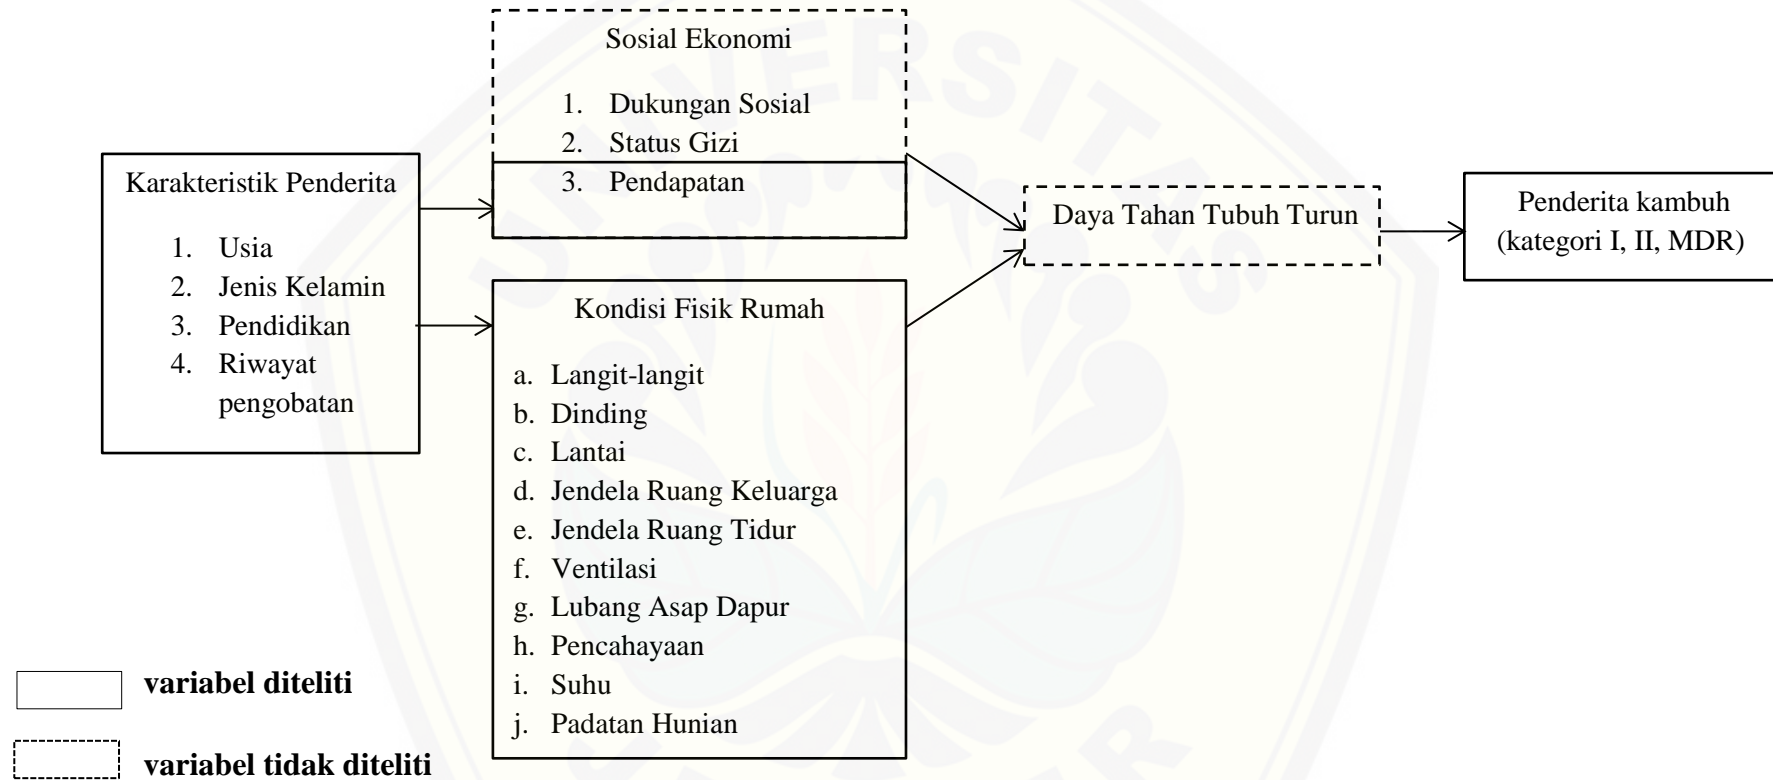 Sosial Ekonomi
1. Dukungan Sosial
2. Status Gizi
3. Pendapatan
Karakteristik Penderita
1. Usia
2. Jenis Kelamin
3. Pendidikan
4. Riwayat
pengobatan
Kondisi Fisik Rumah
a. Langit-langit
b. Dinding
c. Lantai
d. Jendela Ruang Keluarga
e. Jendela Ruang Tidur
f. Ventilasi
g. Lubang Asap Dapur
h. Pencahayaan
i. Suhu
j. Padatan Hunian
Daya Tahan Tubuh Turun
Penderita kambuh
(kategori I, II, MDR)
variabel diteliti
variabel tidak diteliti
UNIVERSITAS